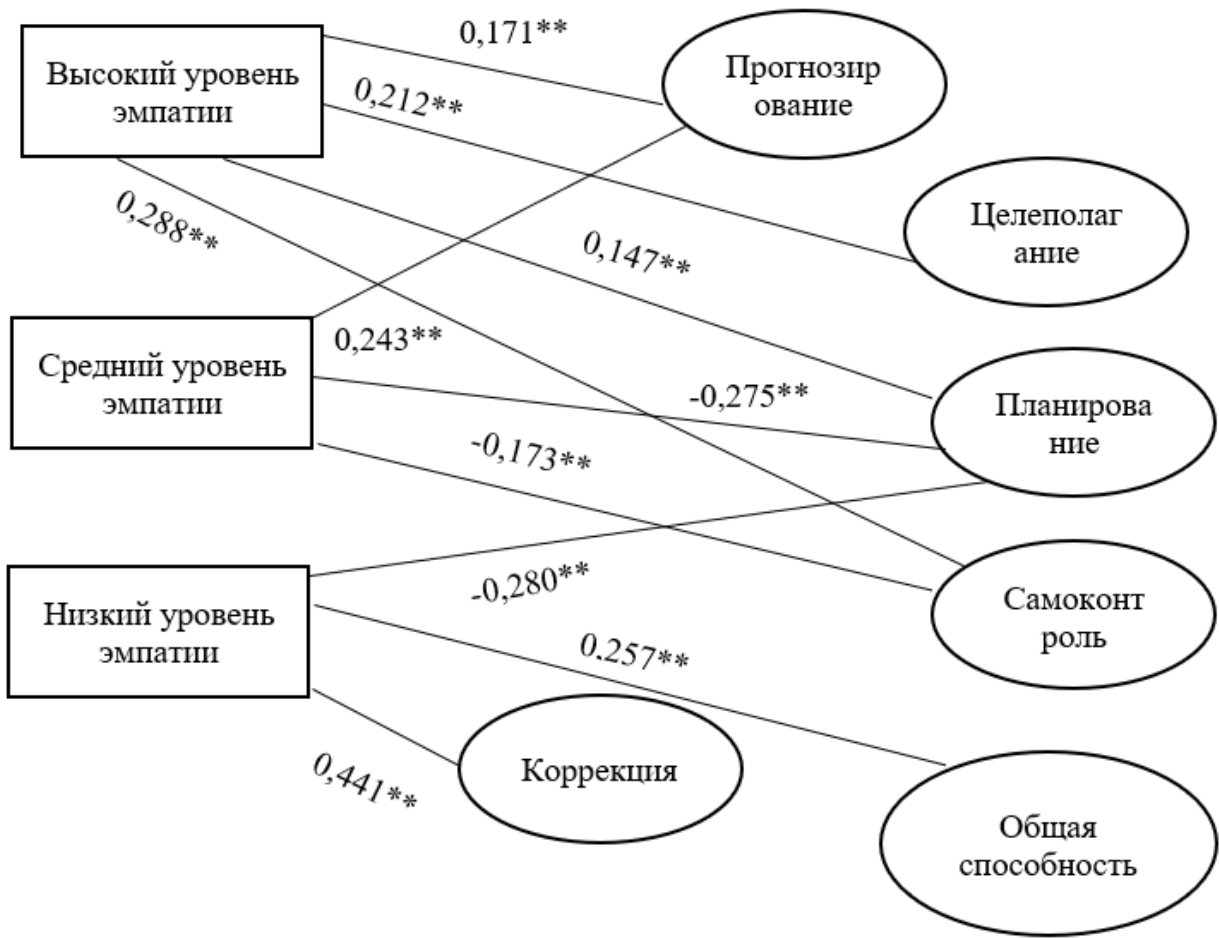 0,171**
Высокий уровень
эмпатии
Прогнозир
ование
0,212**
0,288**
Целеполаг
ание
0,147**
Средний уровень
эмпатии
0,243**
-0,275**
Планирова
ние
-0,173**
Низкий уровень
эмпатии
-0,280**
Самоконт
роль
0,257**
Коррекция
0,441**
Общая
способность